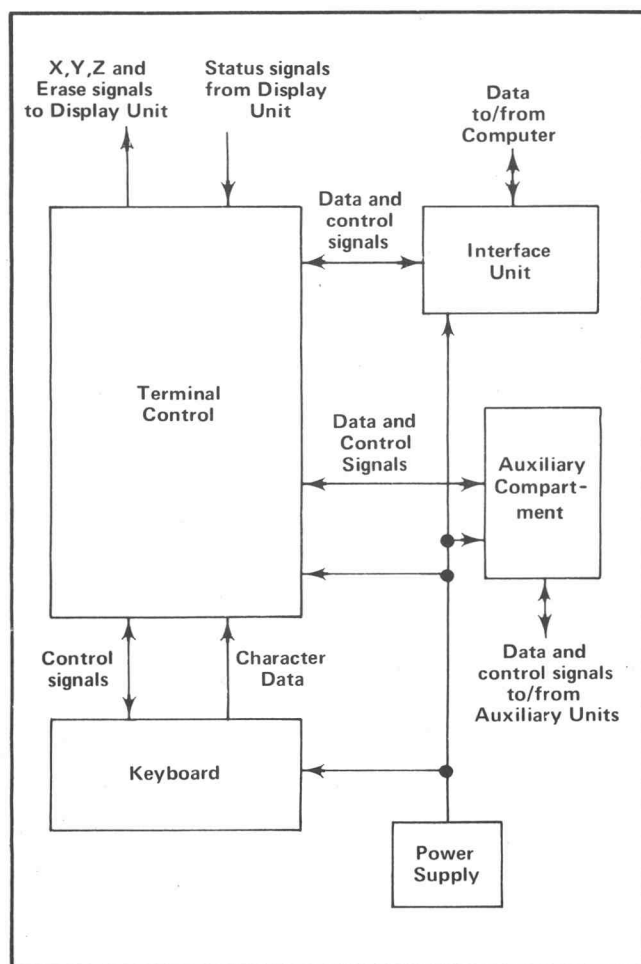 X,Y,Z and
Erase signals
to Display Unit
Status signals
from Display
Unit
Data
to/from
Computer
Data and
control
signals
Interface
Unit
Terminal
Control
Data and
Control
Signals
Auxiliary
Compart-
ment
Control
signals
Character
Data
Data and
control signals
to/from
Auxiliary Units
Keyboard
Power
Supply